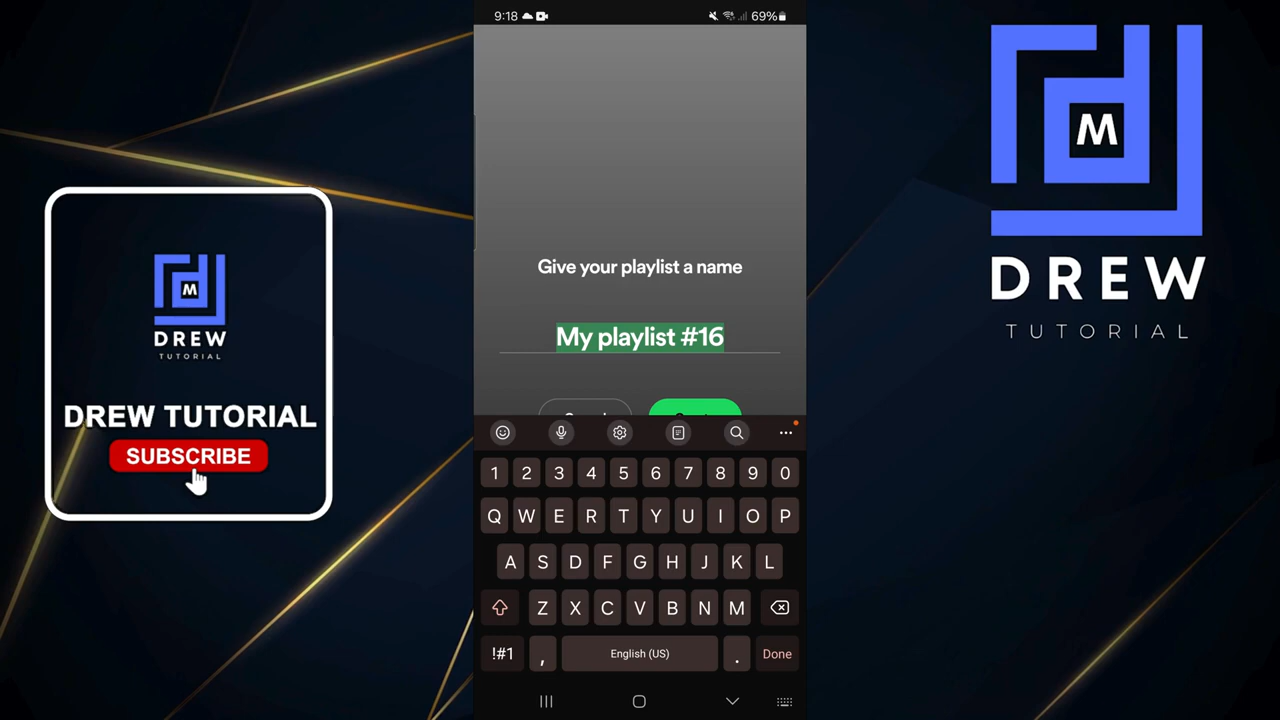 9:18
69%
Give your playlist a name
My playlist #16
1 2 3 4 5 6 7 8 9 0
Q W E R T Y U I O P
A S D F G H J K L
Z X C V B N M
!#1 , English (US) . Done
M
DREW
TUTORIAL
DREW TUTORIAL
SUBSCRIBE
M
DREW
TUTORIAL